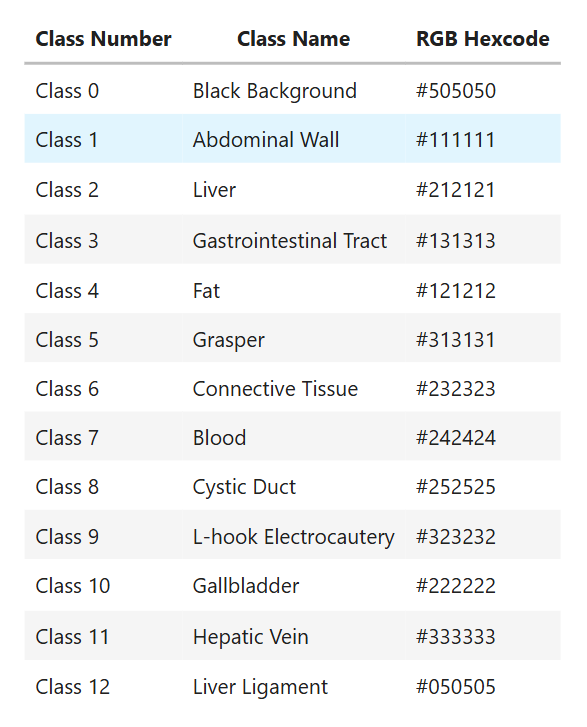 Class Number Class Name RGB Hexcode
Class 0 Black Background #505050
Class 1 Abdominal Wall #111111
Class 2 Liver #212121
Class 3 Gastrointestinal Tract #131313
Class 4 Fat #121212
Class 5 Grasper #313131
Class 6 Connective Tissue #232323
Class 7 Blood #242424
Class 8 Cystic Duct #252525
Class 9 L-hook Electrocautery #323232
Class 10 Gallbladder #222222
Class 11 Hepatic Vein #333333
Class 12 Liver Ligament #050505